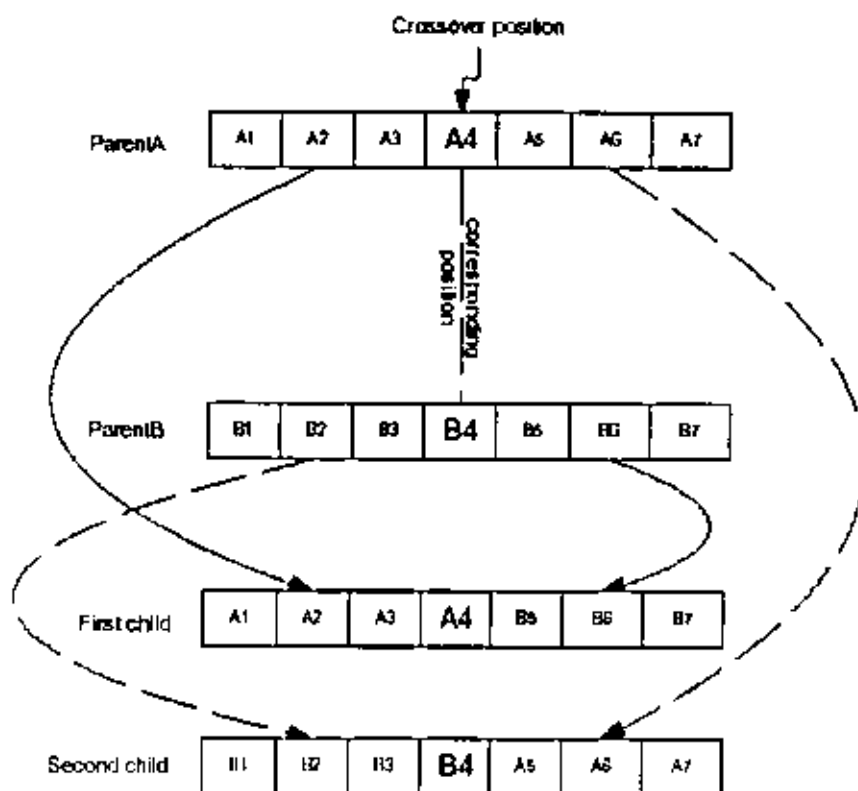 Crossover position
ParentA A1 A2 A3 A4 A5 A6 A7
corresponding
position
ParentB B1 B2 B3 B4 B5 B6 B7
First child A1 A2 A3 A4 B5 B6 B7
Second child B1 B2 B3 B4 A5 A6 A7